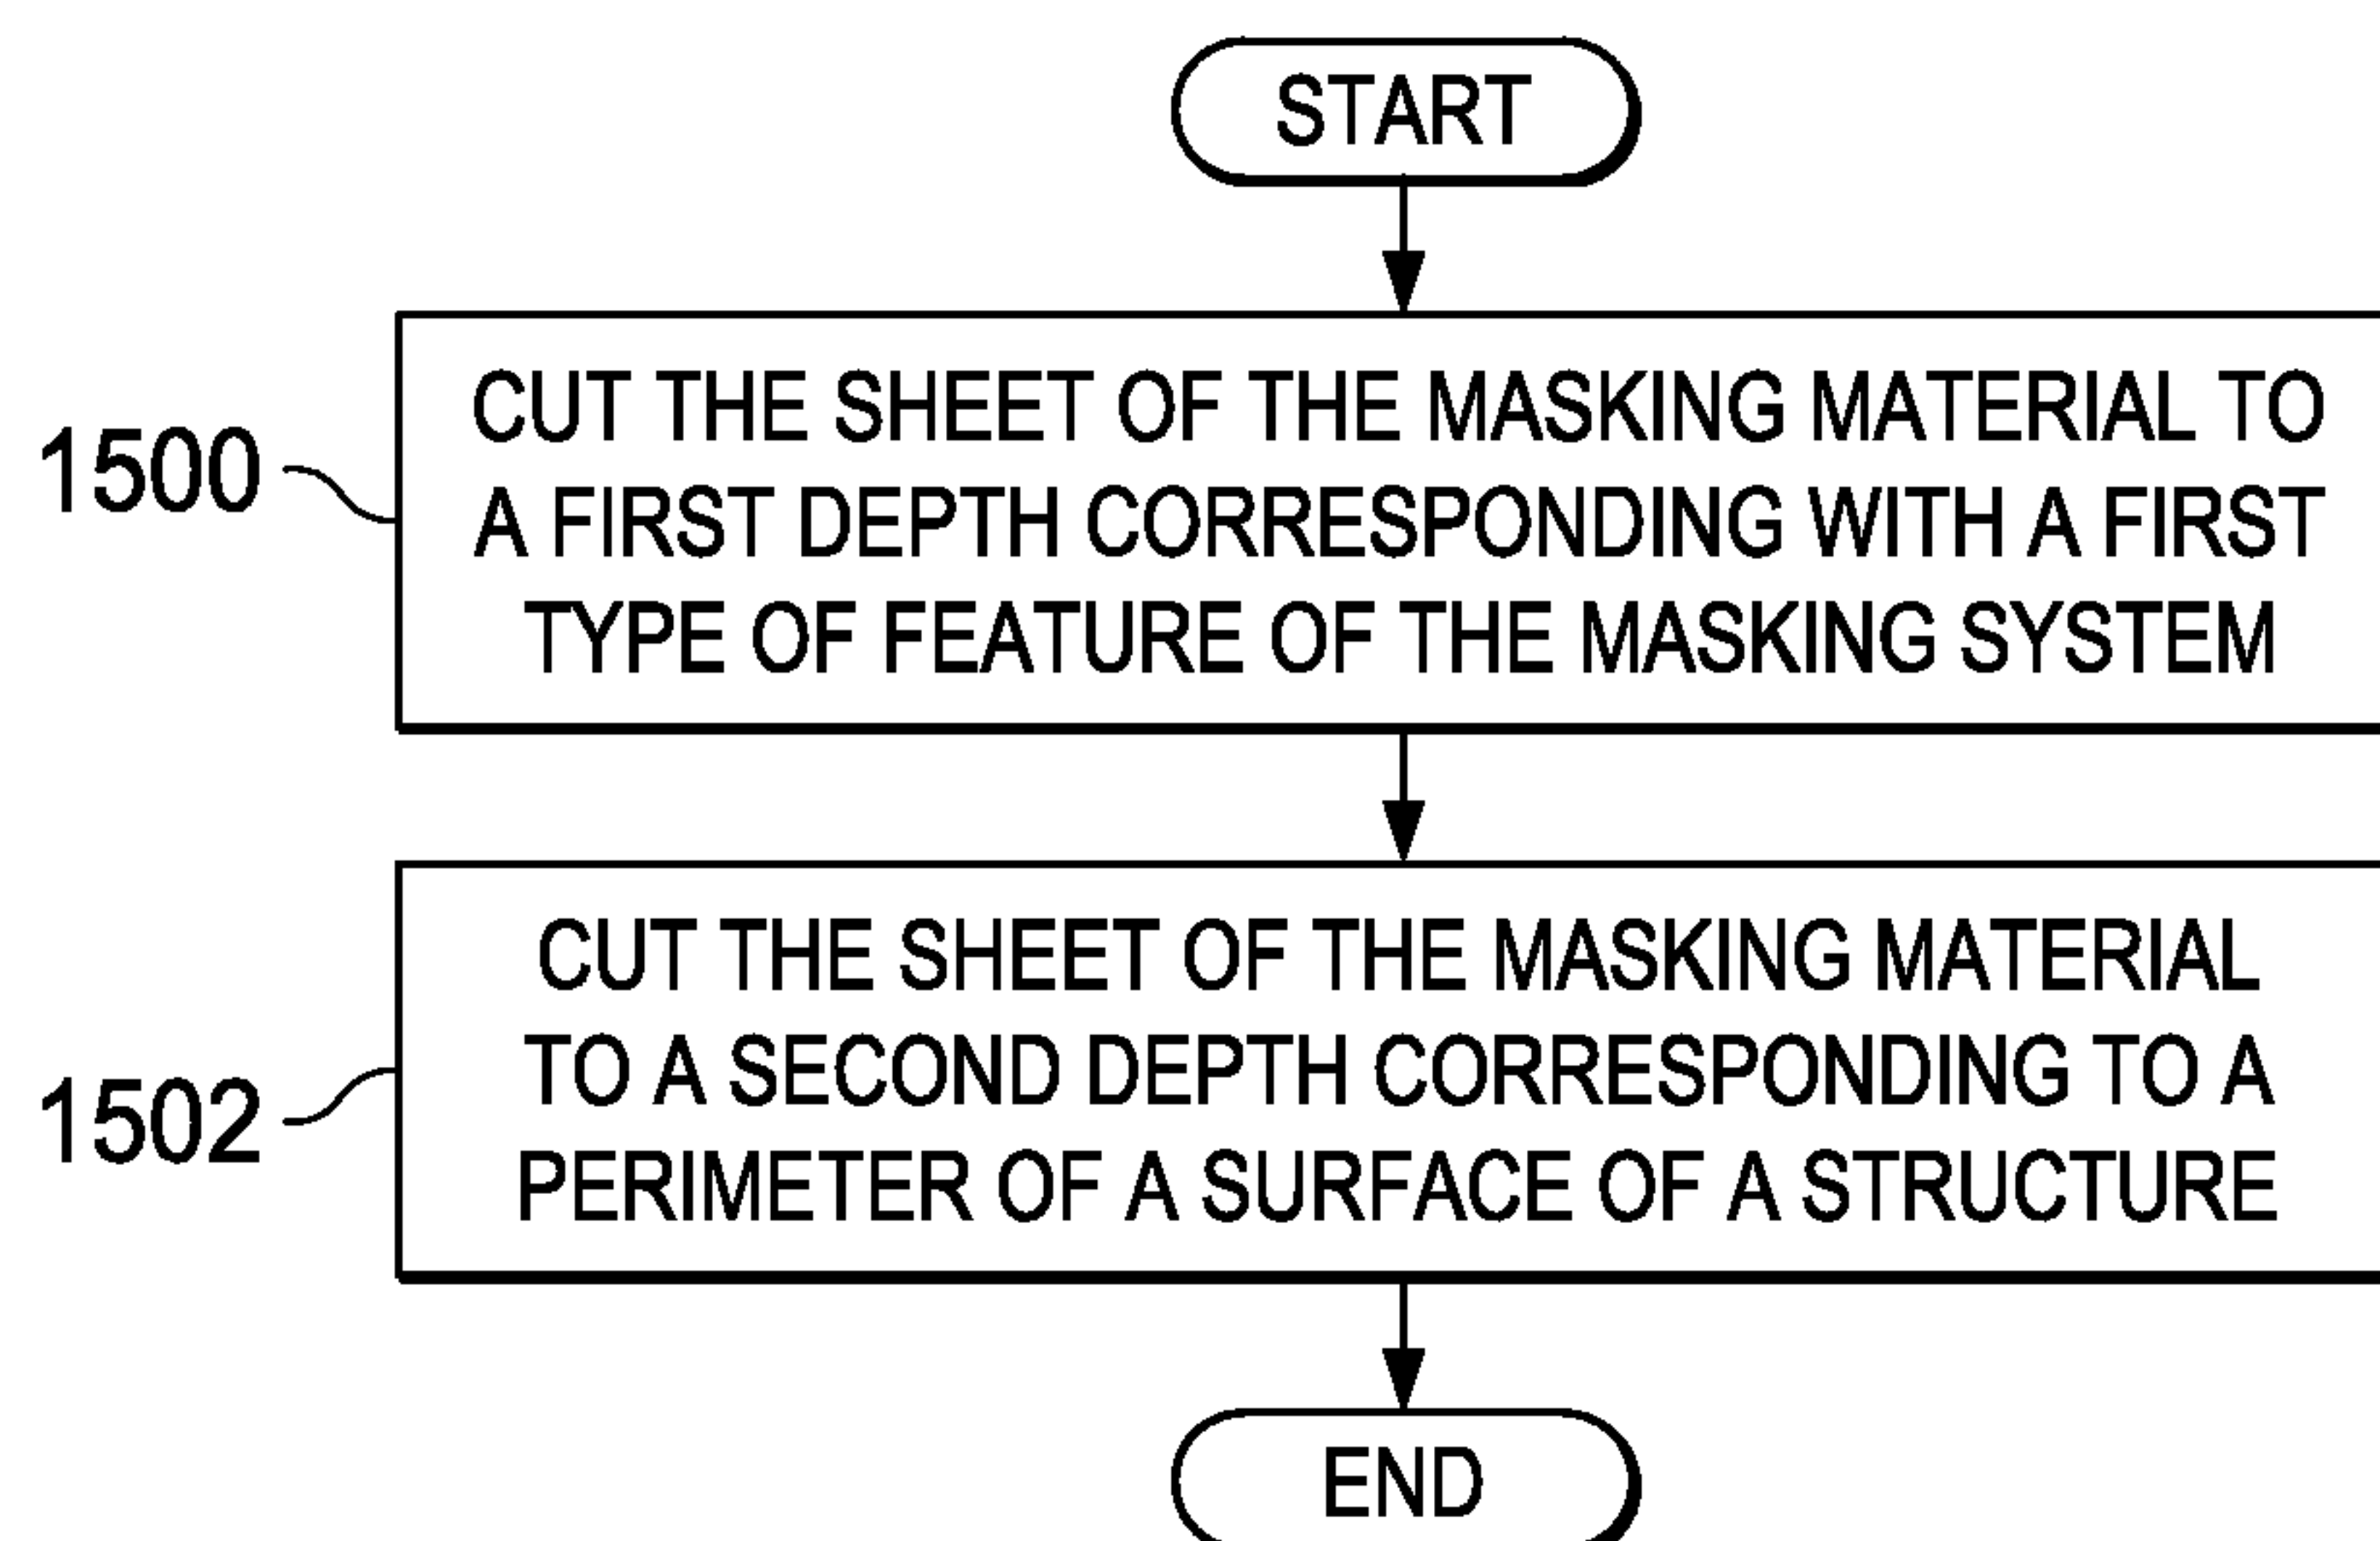 START
CUT THE SHEET OF THE MASKING MATERIAL TO
A FIRST DEPTH CORRESPONDING WITH A FIRST
TYPE OF FEATURE OF THE MASKING SYSTEM
1500
CUT THE SHEET OF THE MASKING MATERIAL
TO A SECOND DEPTH CORRESPONDING TO A
PERIMETER OF A SURFACE OF A STRUCTURE
1502
END